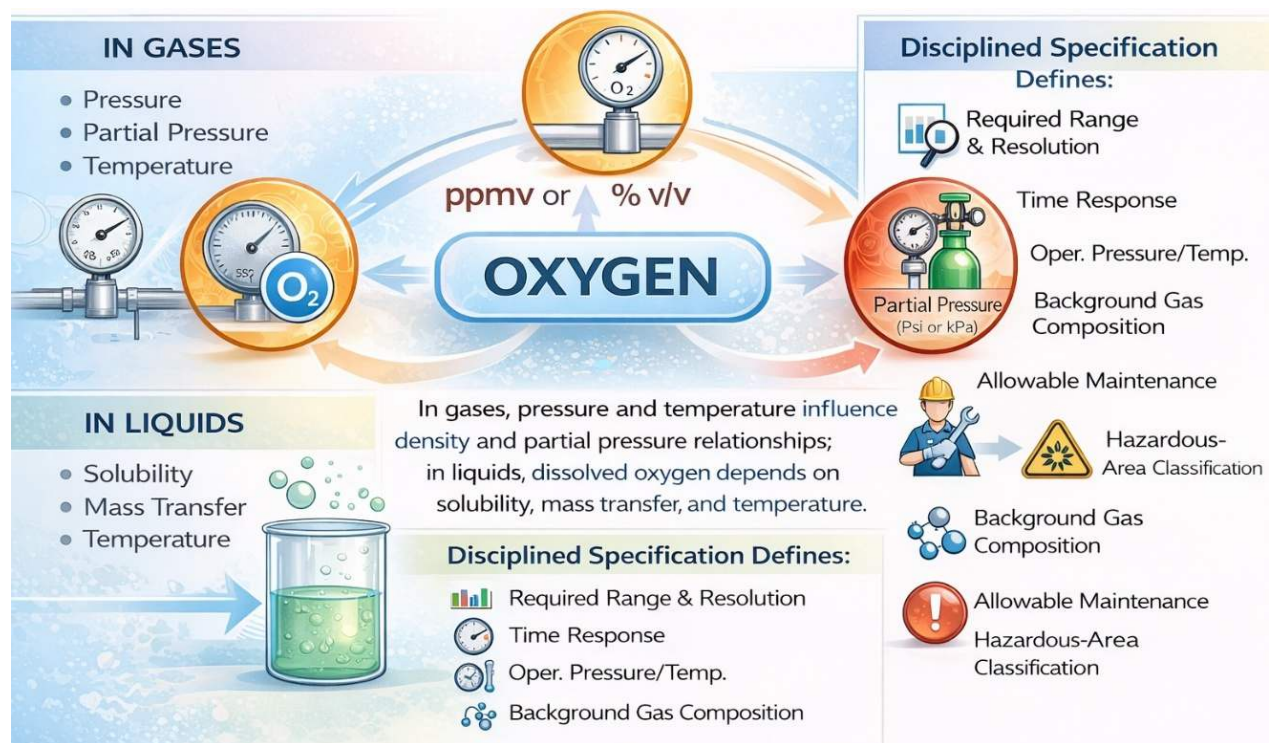 IN GASES
• Pressure
• Partial Pressure
• Temperature
O₂
O₂
ppmv or % v/v
OXYGEN
Disciplined Specification
Defines:
Required Range
& Resolution
Time Response
Oper. Pressure/Temp.
Partial Pressure
(Psi or kPa)
Background Gas
Composition
Allowable Maintenance
Hazardous-
Area Classification
Background Gas
Composition
Allowable Maintenance
Hazardous-Area
Classification
IN LIQUIDS
• Solubility
• Mass Transfer
• Temperature
In gases, pressure and temperature influence
density and partial pressure relationships;
in liquids, dissolved oxygen depends on
solubility, mass transfer, and temperature.
Disciplined Specification Defines:
Required Range & Resolution
Time Response
Oper. Pressure/Temp.
Background Gas Composition